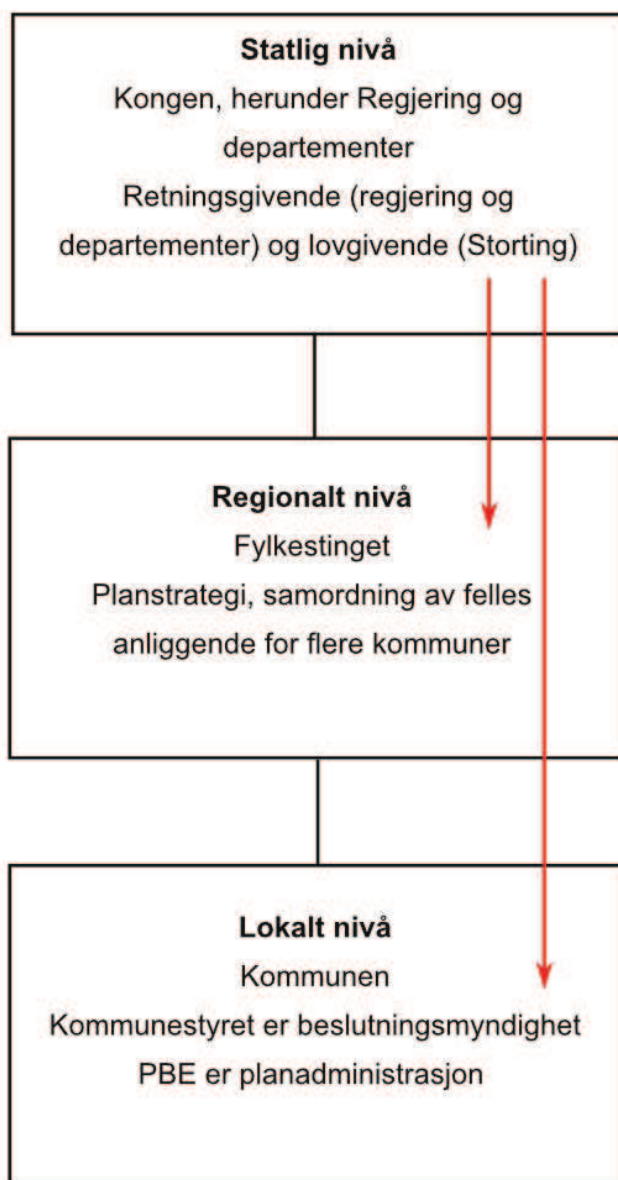 Statlig nivå
Kongen, herunder Regjering og
departementer
Retningsgivende (regjering og
departementer) og lovgivende (Storting)
Regionalt nivå
Fylkestinget
Planstrategi, samordning av felles
anliggende for flere kommuner
Lokalt nivå
Kommunen
Kommunestyret er beslutningsmyndighet
PBE er planadministrasjon